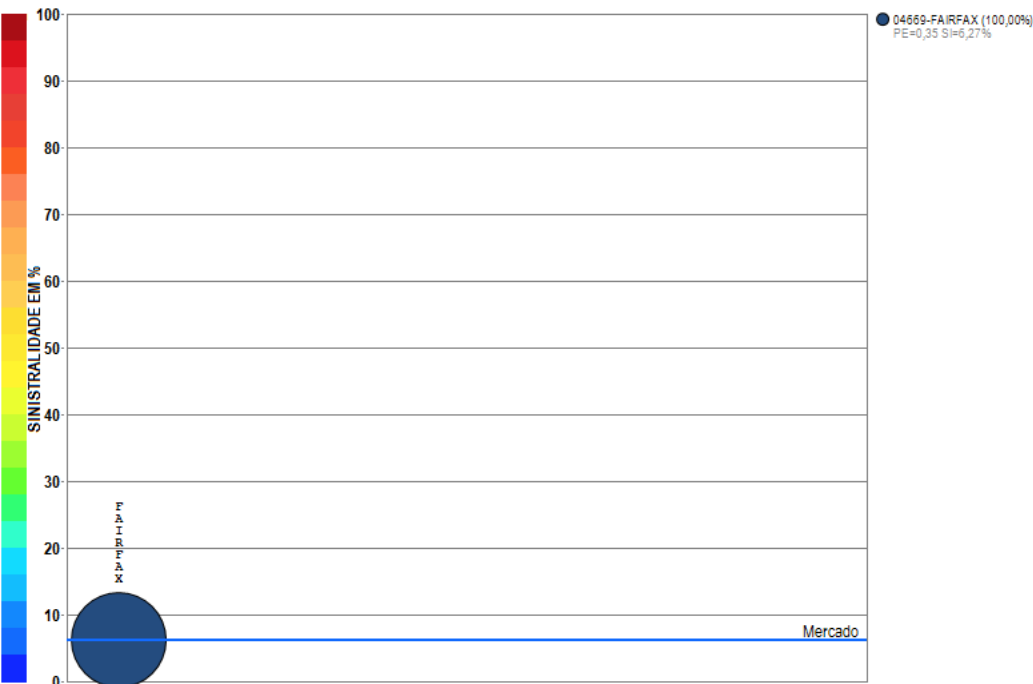 100
90
80
70
60
50
40
30
20
10
0
SINISTRALIDADE EM %
FAIRFAX
Mercado
04669-FAIRFAX (100,00%)
PE=0,35 SI=6,27%